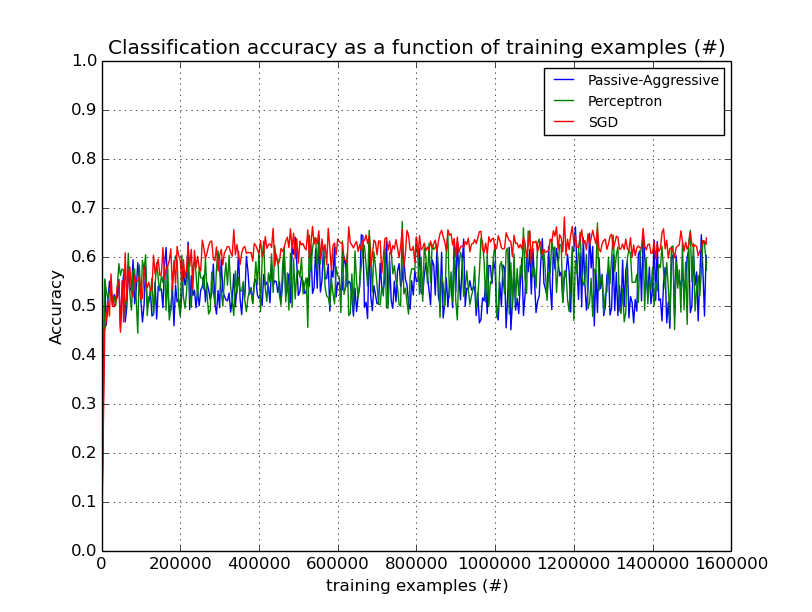 Classification accuracy as a function of training examples (#)
1.0
0.9
0.8
0.7
0.6
0.5
0.4
0.3
0.2
0.1
0.0
Accuracy
Passive-Aggressive
Perceptron
SGD
0 200000 400000 600000 800000 1000000 1200000 1400000 1600000
training examples (#)